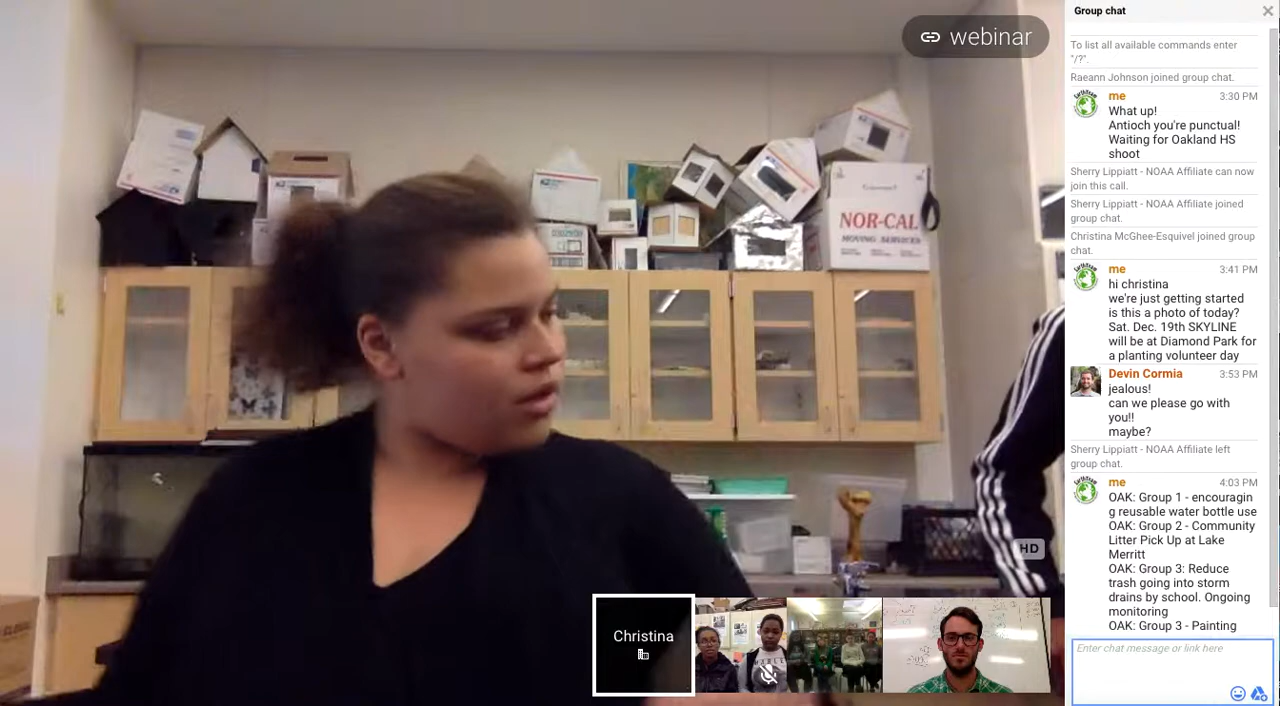 webinar
NOR-CAL
MOVING SERVICES
HD
Christina
Group chat
To list all available commands enter
"/?".
Raeann Johnson joined group chat.
me 3:30 PM
What up!
Antioch you're punctual!
Waiting for Oakland HS
shoot
Sherry Lippiatt - NOAA Affiliate can now
join this call.
Sherry Lippiatt - NOAA Affiliate joined
group chat.
Christina McGhee-Esquivel joined group
chat.
me 3:41 PM
hi christina
we're just getting started
is this a photo of today?
Sat. Dec. 19th SKYLINE
will be at Diamond Park for
a planting volunteer day
Devin Cormia 3:53 PM
jealous!
can we please go with
you!!
maybe?
Sherry Lippiatt - NOAA Affiliate left
group chat.
me 4:03 PM
OAK: Group 1 - encouragin
g reusable water bottle use
OAK: Group 2 - Community
Litter Pick Up at Lake
Merritt
OAK: Group 3: Reduce
trash going into storm
drains by school. Ongoing
monitoring
OAK: Group 3 - Painting
Enter chat message or link here